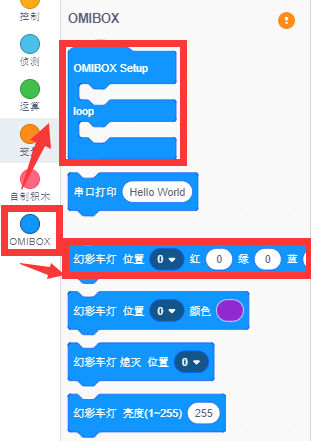 控制
侦测
运算
自制积木
OMIBOX
OMIBOX
!
OMIBOX Setup
loop
串口打印 Hello World
幻彩车灯 位置 0 红 0 绿 0 蓝
幻彩车灯 位置 0 颜色
幻彩车灯 熄灭 位置 0
幻彩车灯 亮度(1~255) 255